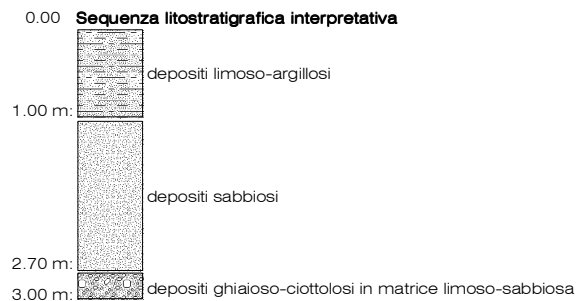 0.00 Sequenza litostratigrafica interpretativa
depositi limoso-argillosi
1.00 m:
depositi sabbiosi
2.70 m:
depositi ghiaioso-ciottolosi in matrice limoso-sabbiosa
3.00 m: